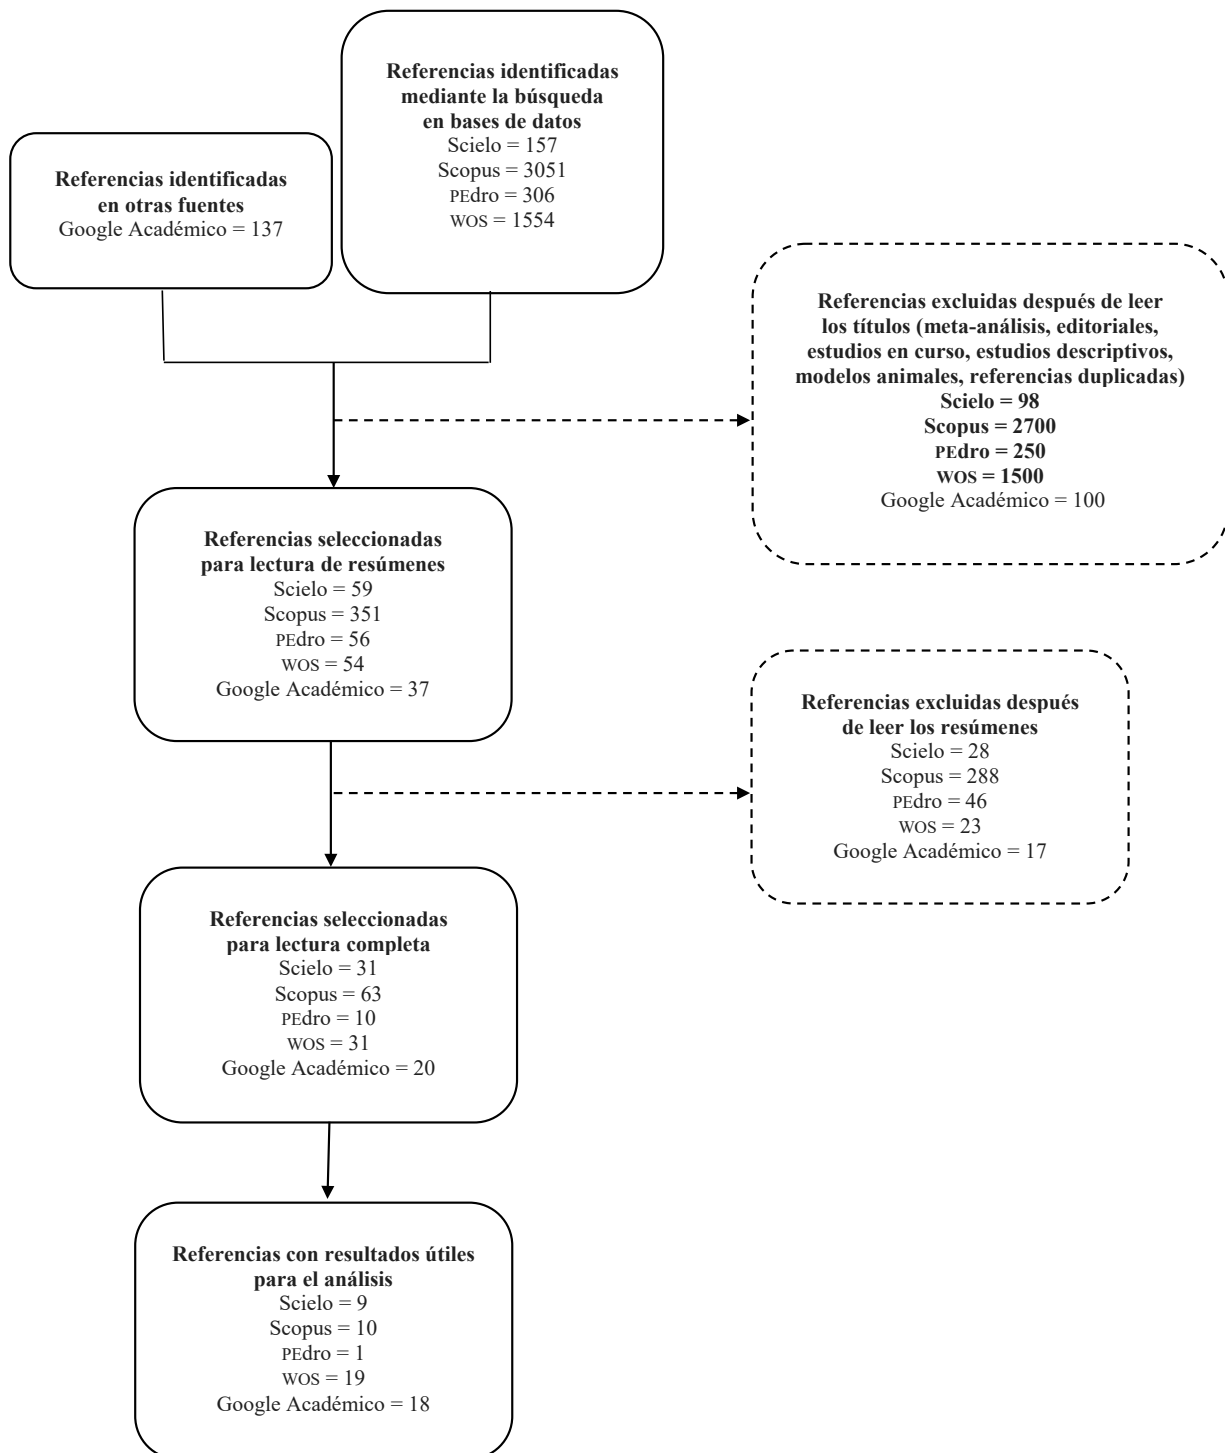 Referencias identificadas
mediante la búsqueda
en bases de datos
Scielo = 157
Scopus = 3051
PEdro = 306
WOS = 1554
Referencias identificadas
en otras fuentes
Google Académico = 137
Referencias excluidas después de leer
los títulos (meta-análisis, editoriales,
estudios en curso, estudios descriptivos,
modelos animales, referencias duplicadas)
Scielo = 98
Scopus = 2700
PEdro = 250
WOS = 1500
Google Académico = 100
Referencias seleccionadas
para lectura de resúmenes
Scielo = 59
Scopus = 351
PEdro = 56
WOS = 54
Google Académico = 37
Referencias excluidas después
de leer los resúmenes
Scielo = 28
Scopus = 288
PEdro = 46
WOS = 23
Google Académico = 17
Referencias seleccionadas
para lectura completa
Scielo = 31
Scopus = 63
PEdro = 10
WOS = 31
Google Académico = 20
Referencias con resultados útiles
para el análisis
Scielo = 9
Scopus = 10
PEdro = 1
WOS = 19
Google Académico = 18